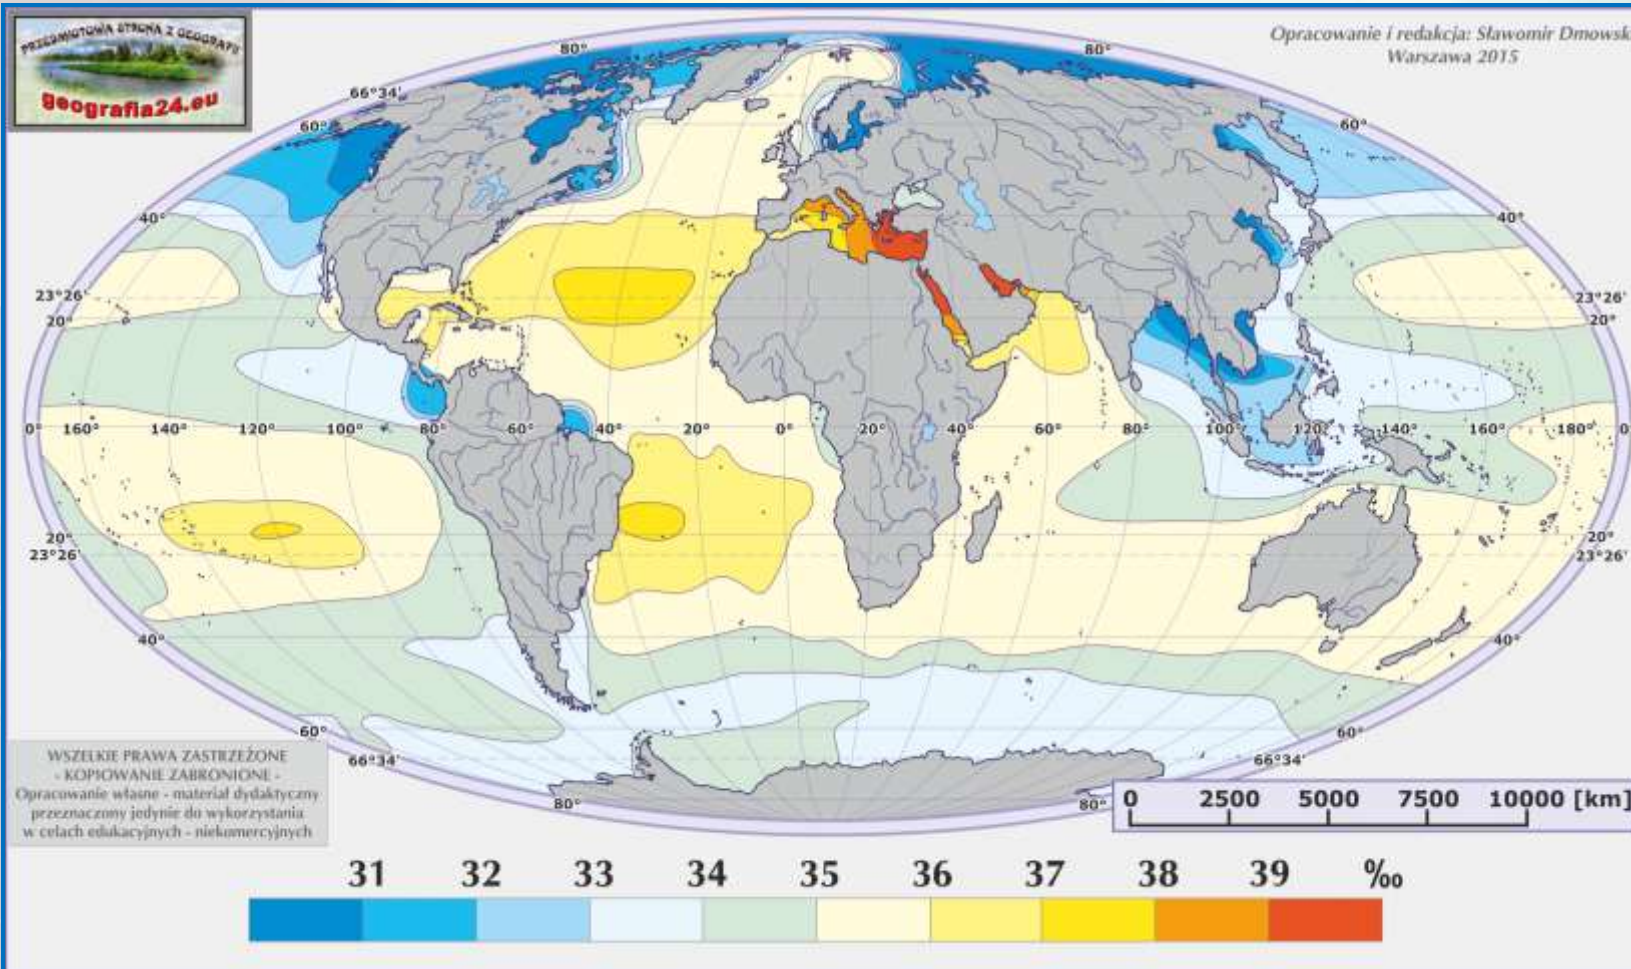 PRZEDMIOTOWA STRONA Z GEOGRAFII
geografia24.eu
Opracowanie i redakcja: Sławomir Dmowsk
Warszawa 2015
80° 80°
66°34'
60° 60°
40° 40°
23°26' 23°26'
20° 20°
0° 160° 140° 120° 100° 80° 60° 40° 20° 0° 20° 40° 60° 80° 100° 120° 140° 160° 180° 0
20° 20°
23°26' 23°26'
40° 40°
60° 60°
66°34' 66°34'
80° 80°
WSZELKIE PRAWA ZASTRZEŻONE
- KOPIOWANIE ZABRONIONE -
Opracowanie własne - materiał dydaktyczny
przeznaczony jedynie do wykorzystania
w celach edukacyjnych - niekomercyjnych
0 2500 5000 7500 10000 [km]
31 32 33 34 35 36 37 38 39 ‰